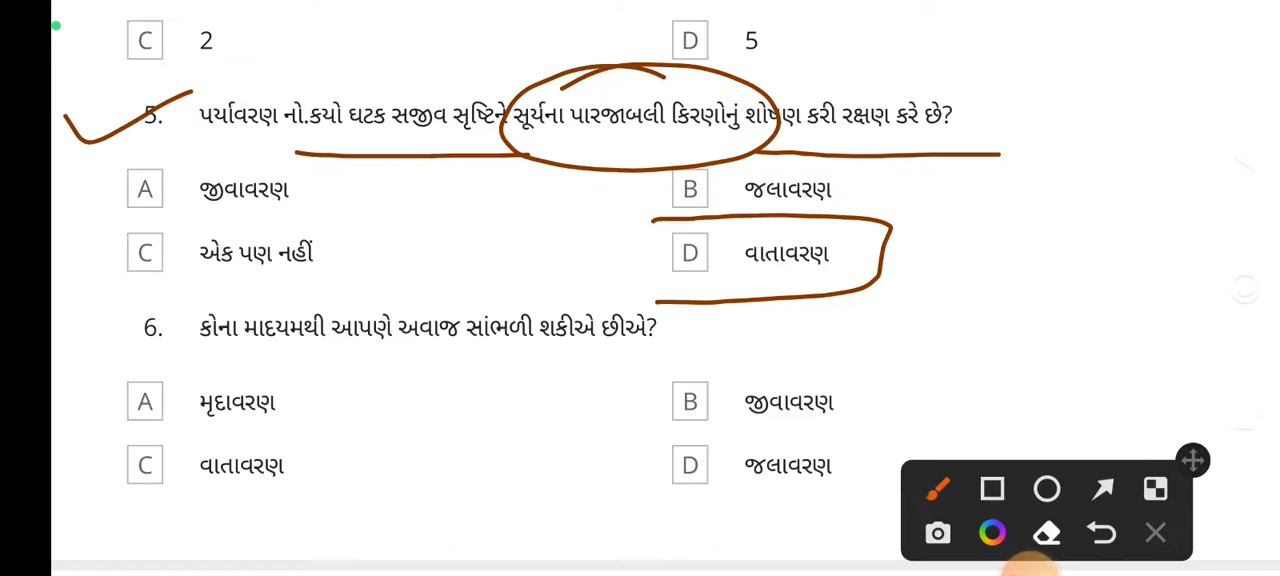 C 2 D 5
5. પર્યાવરણ નો.કયો ઘટક સજીવ સૃષ્ટિને સૂર્યના પારજાબલી કિરણોનું શોષણ કરી રક્ષણ કરે છે?
A જીવાવરણ B જલાવરણ
C એક પણ નહીં D વાતાવરણ
6. કોના માદયમથી આપણે અવાજ સાંભળી શકીએ છીએ?
A મૃદાવરણ B જીવાવરણ
C વાતાવરણ D જલાવરણ